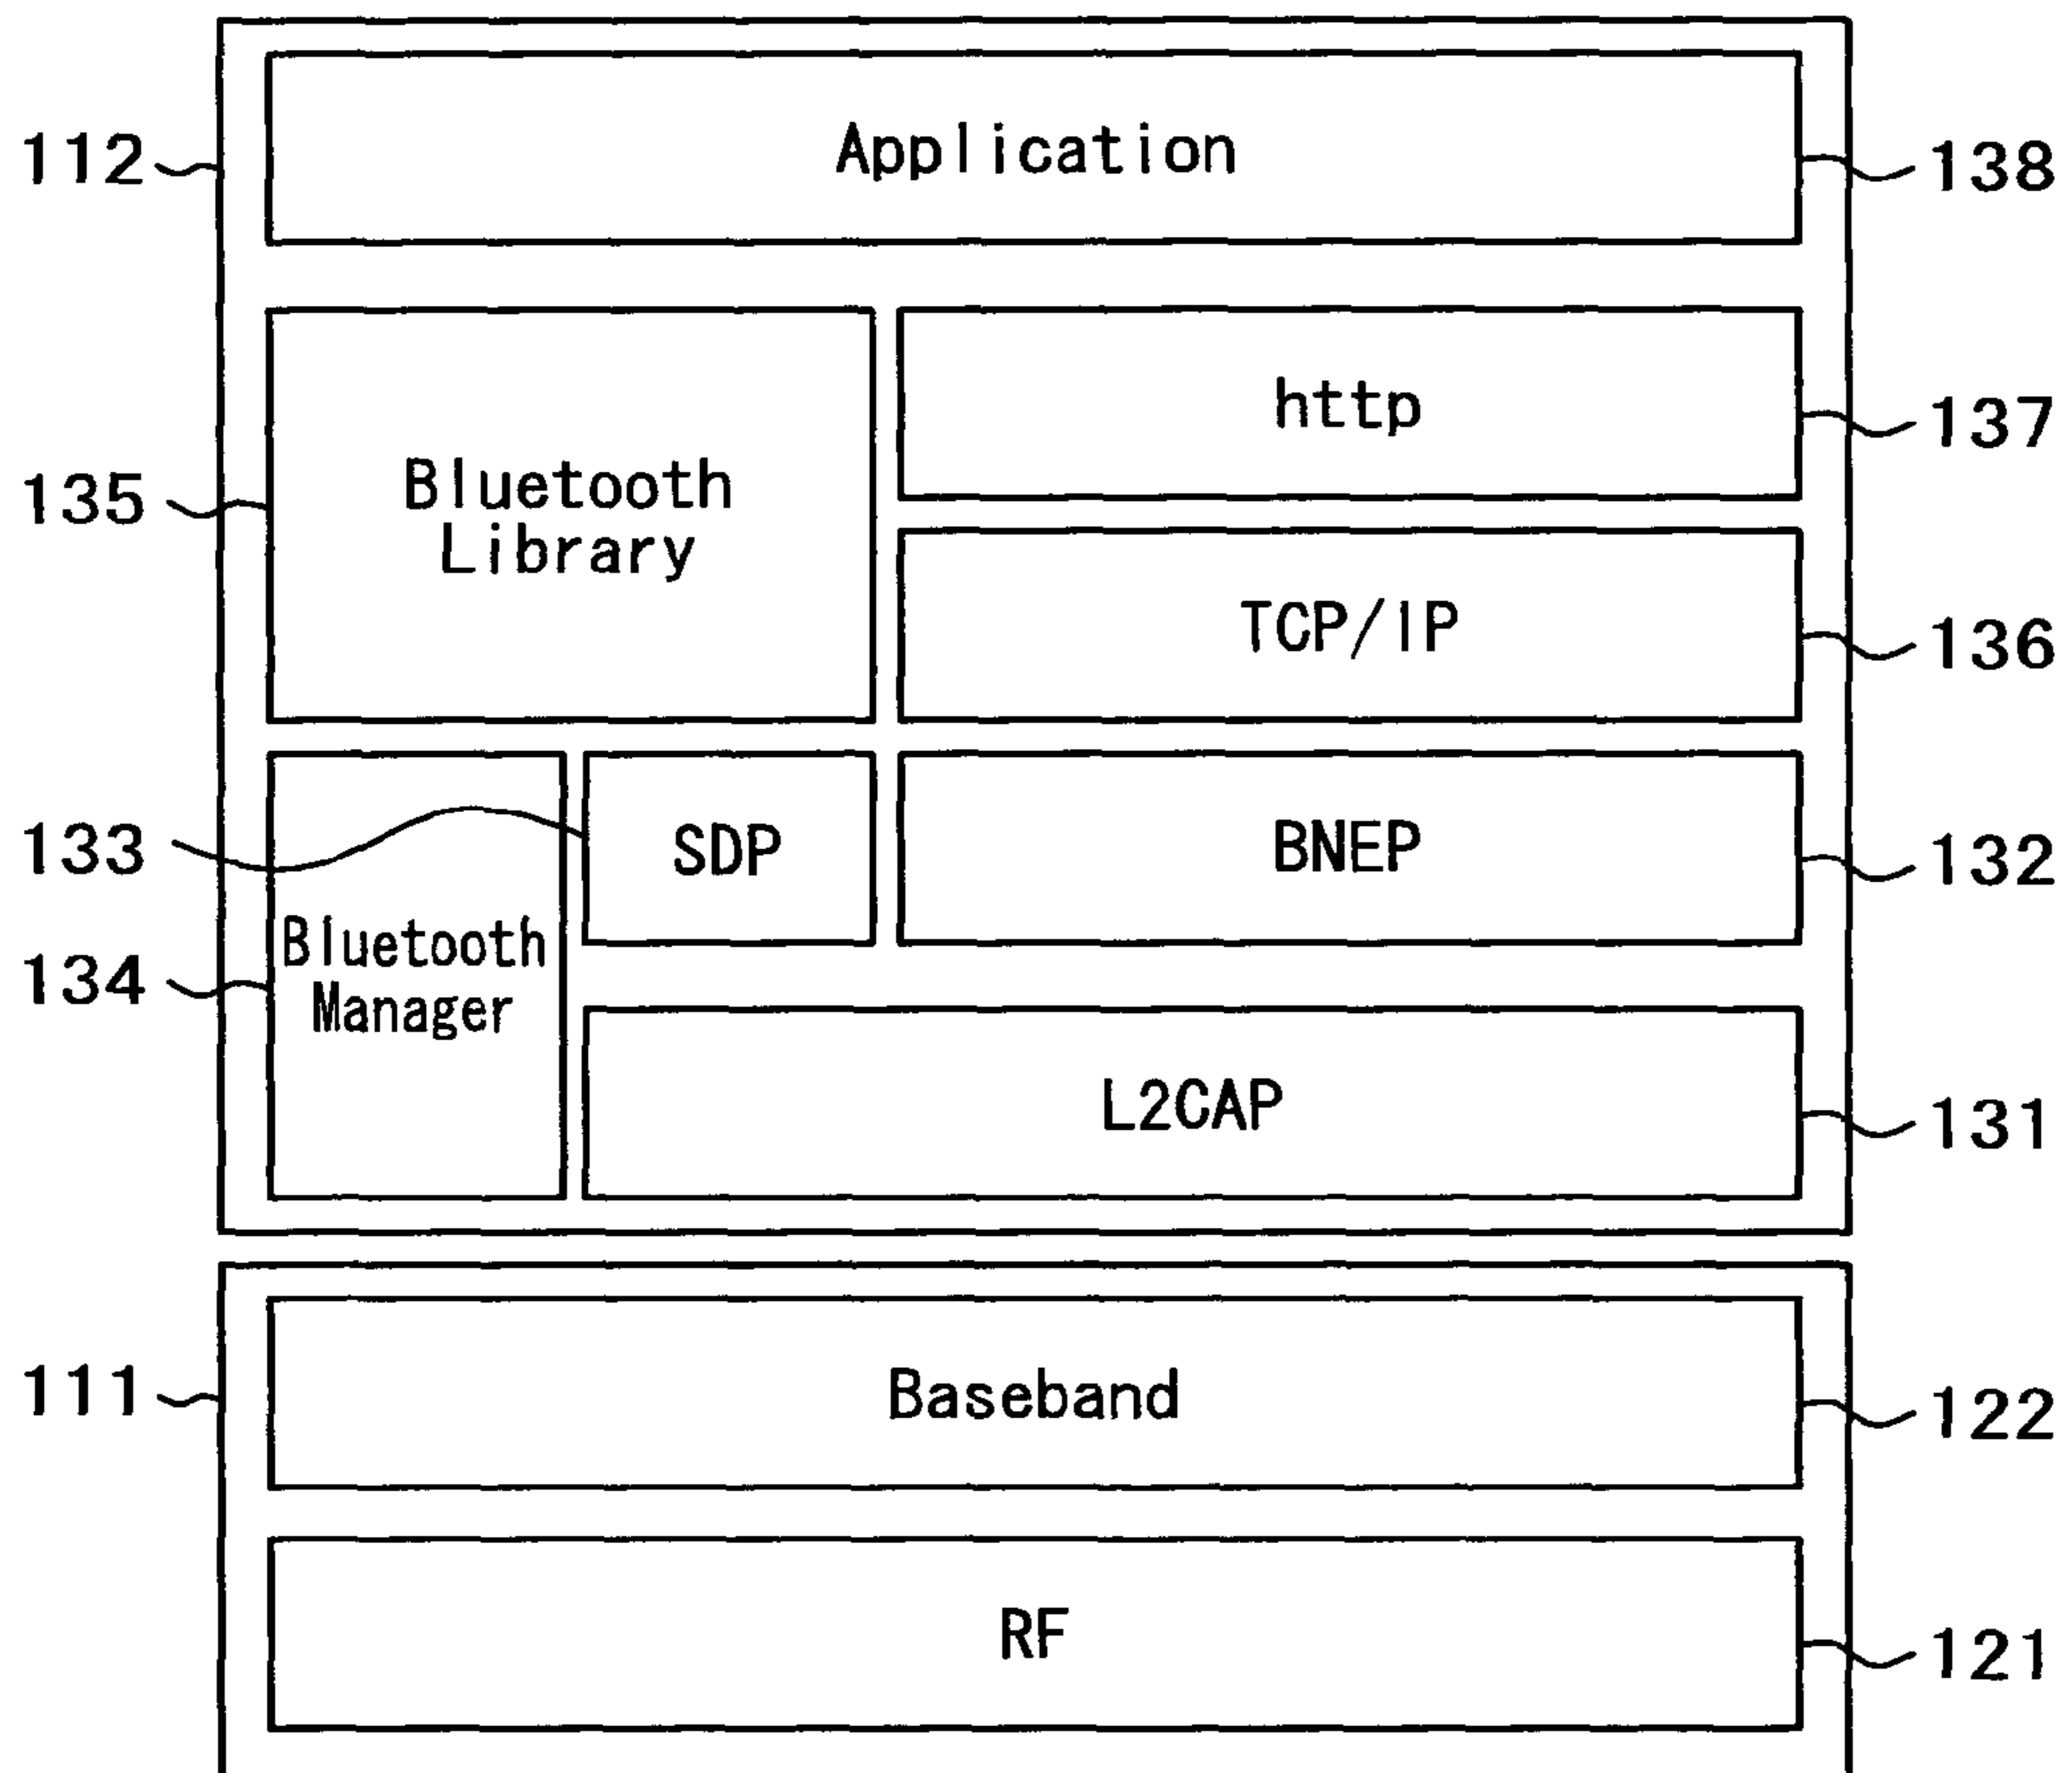 Application
112
138
http
137
Bluetooth
Library
135
TCP/IP
136
133
SDP
BNEP
132
Bluetooth
Manager
134
L2CAP
131
Baseband
111
122
RF
121